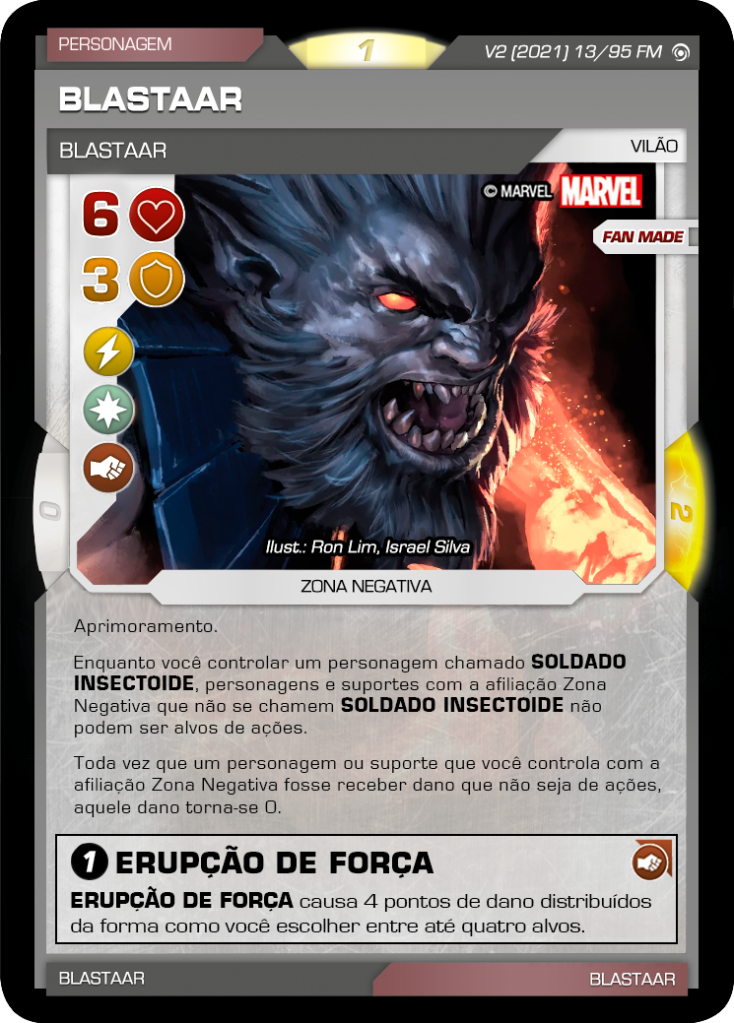 PERSONAGEM
1
V2 (2021) 13/95 FM
BLASTAAR
BLASTAAR
VILÃO
6
© MARVEL MARVEL
FAN MADE
3
0
2
Ilust.: Ron Lim, Israel Silva
ZONA NEGATIVA
Aprimoramento.
Enquanto você controlar um personagem chamado SOLDADO
INSECTOIDE, personagens e suportes com a afiliação Zona
Negativa que não se chamem SOLDADO INSECTOIDE não
podem ser alvos de ações.
Toda vez que um personagem ou suporte que você controla com a
afiliação Zona Negativa fosse receber dano que não seja de ações,
aquele dano torna-se 0.
1 ERUPÇÃO DE FORÇA
ERUPÇÃO DE FORÇA causa 4 pontos de dano distribuídos
da forma como você escolher entre até quatro alvos.
BLASTAAR
BLASTAAR